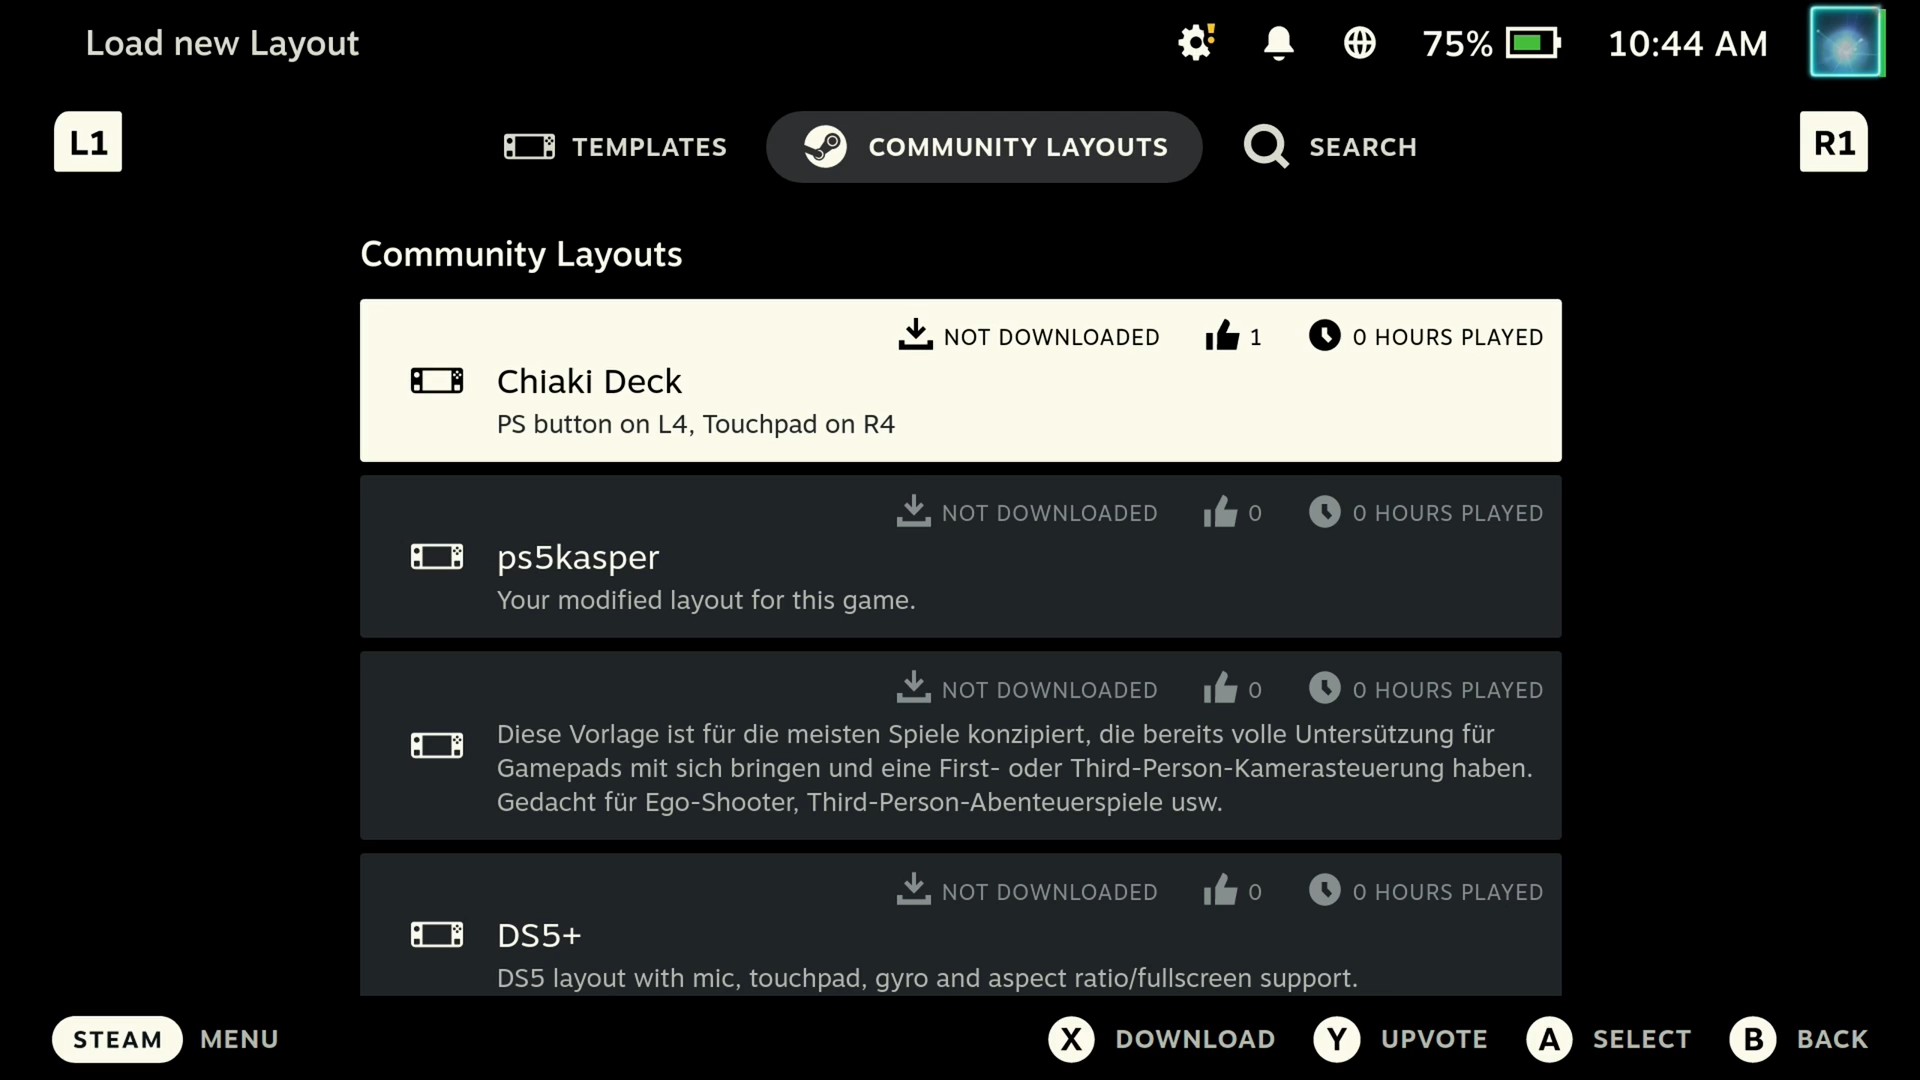 Load new Layout
75%
10:44 AM
L1
TEMPLATES
COMMUNITY LAYOUTS
SEARCH
R1
Community Layouts
NOT DOWNLOADED 1 0 HOURS PLAYED
Chiaki Deck
PS button on L4, Touchpad on R4
NOT DOWNLOADED 0 0 HOURS PLAYED
ps5kasper
Your modified layout for this game.
NOT DOWNLOADED 0 0 HOURS PLAYED
Diese Vorlage ist für die meisten Spiele konzipiert, die bereits volle Untersützung für
Gamepads mit sich bringen und eine First- oder Third-Person-Kamerasteuerung haben.
Gedacht für Ego-Shooter, Third-Person-Abenteuerspiele usw.
NOT DOWNLOADED 0 0 HOURS PLAYED
DS5+
DS5 layout with mic, touchpad, gyro and aspect ratio/fullscreen support.
STEAM MENU
X DOWNLOAD Y UPVOTE A SELECT B BACK